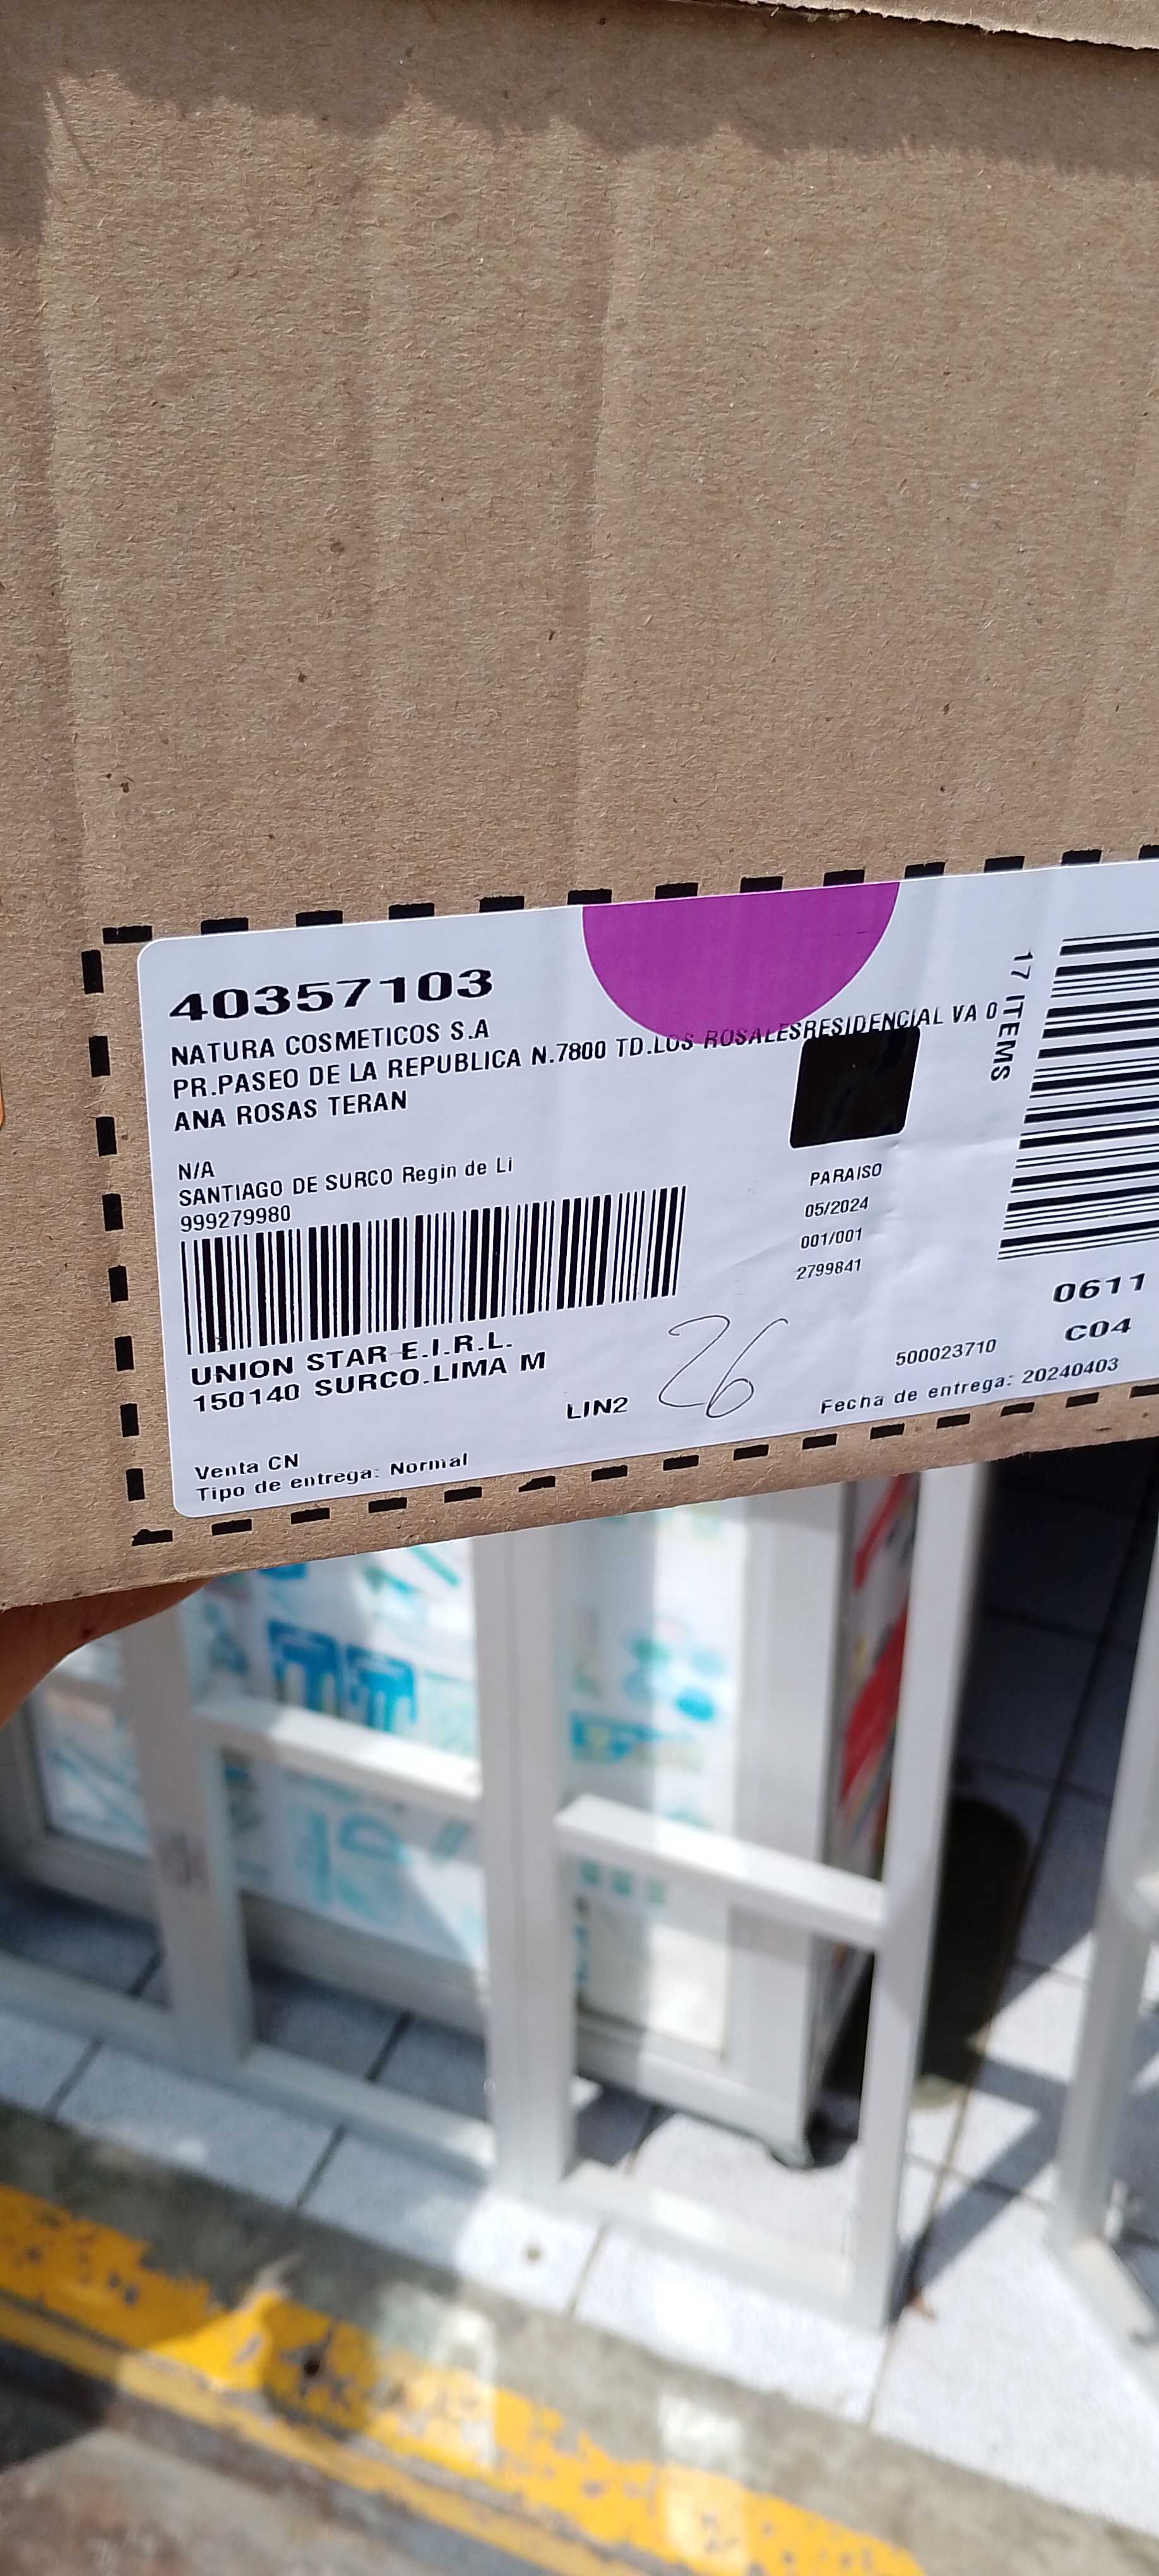 40357103
NATURA COSMETICOS S.A
PR.PASEO DE LA REPUBLICA N.7800 TD.LOS ROSALESRESIDENCIAL VA 0
ANA ROSAS TERAN
N/A
SANTIAGO DE SURCO Regin de Li
999279980
UNION STAR E.I.R.L.
150140 SURCO.LIMA M
LIN2
26
Venta CN
Tipo de entrega: Normal
PARAISO
05/2024
001/001
2799841
17 ITEMS
0611
C04
500023710
Fecha de entrega: 20240403